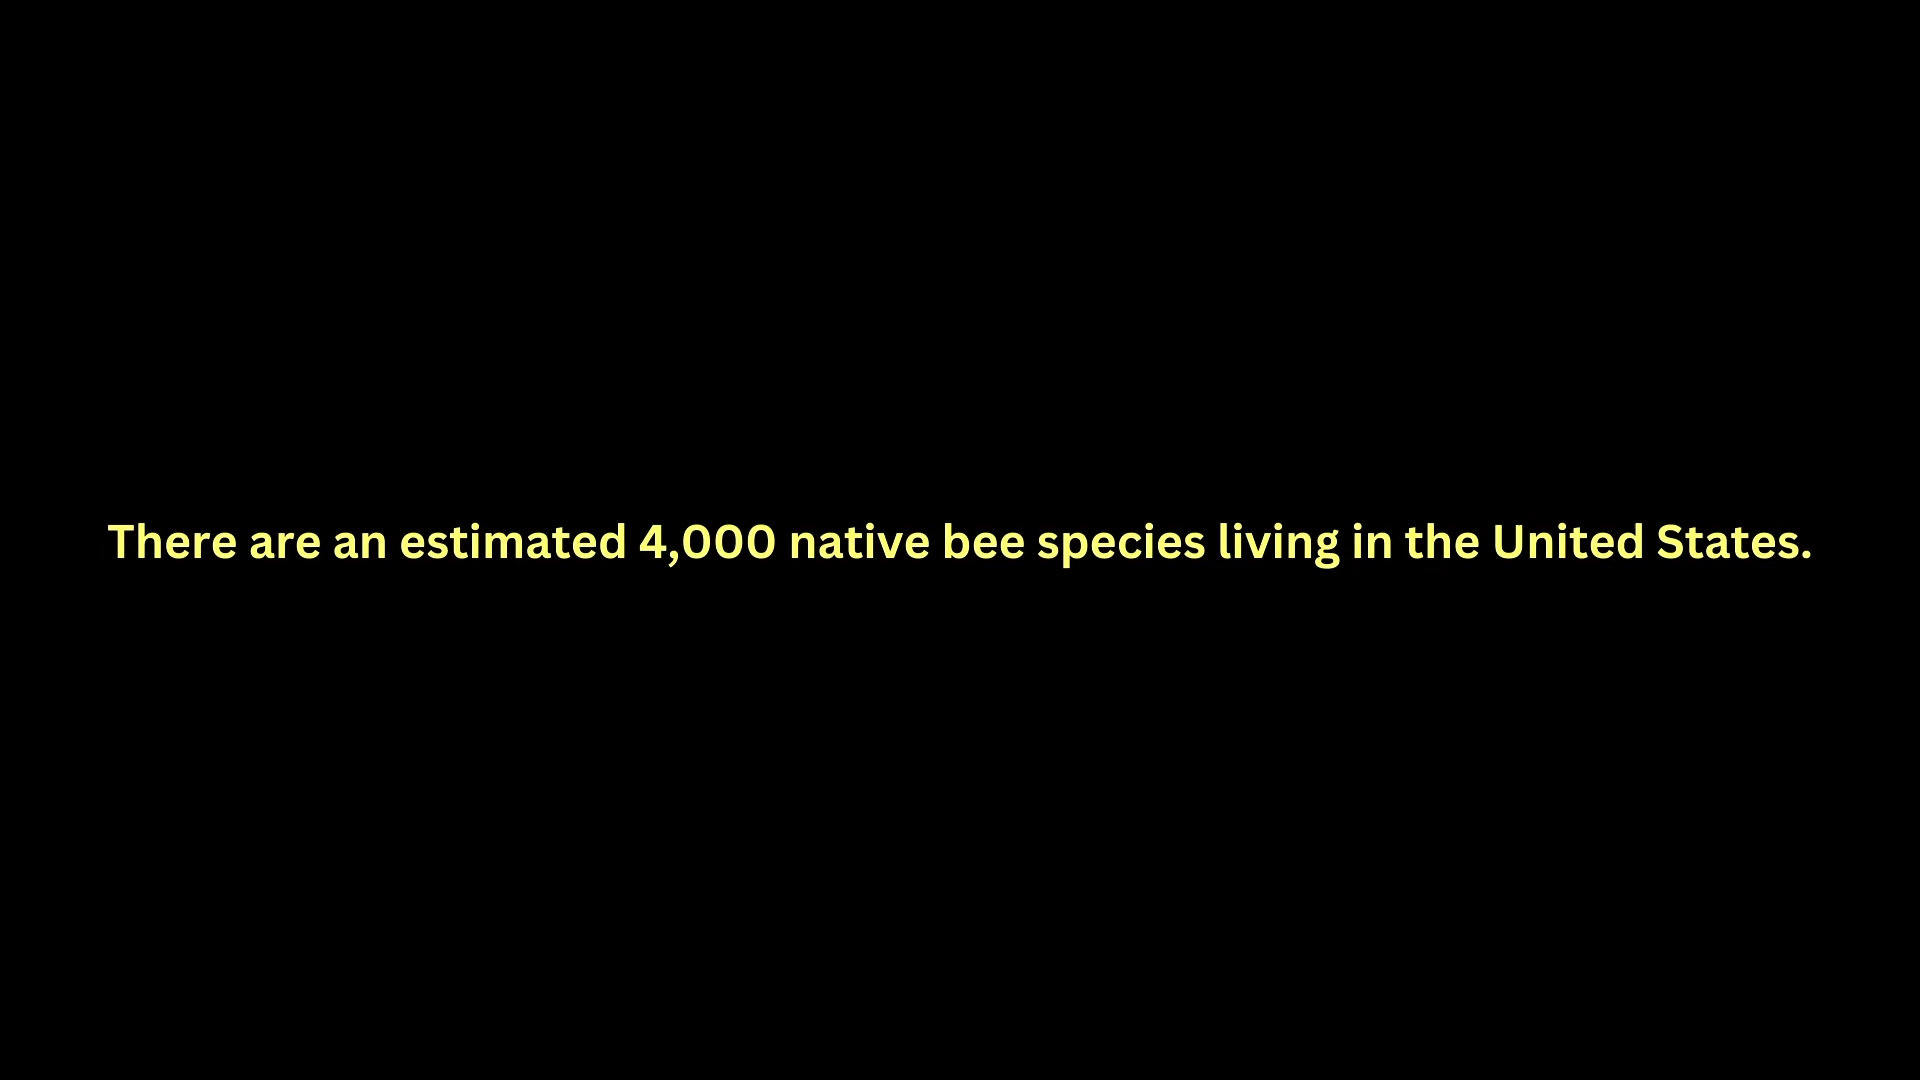 There are an estimated 4,000 native bee species living in the United States.